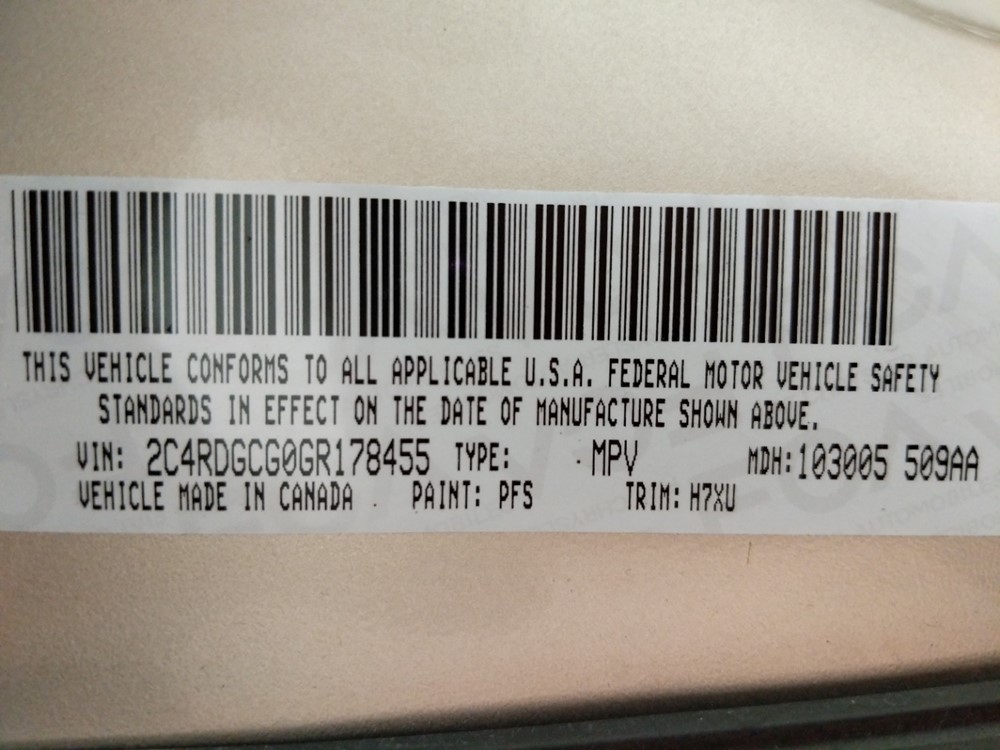 THIS VEHICLE CONFORMS TO ALL APPLICABLE U.S.A. FEDERAL MOTOR VEHICLE SAFETY
STANDARDS IN EFFECT ON THE DATE OF MANUFACTURE SHOWN ABOVE.
VIN: 2C4RDGCG0GR178455 TYPE: MPV MDH: 103005 509AA
VEHICLE MADE IN CANADA PAINT: PFS TRIM: H7XU